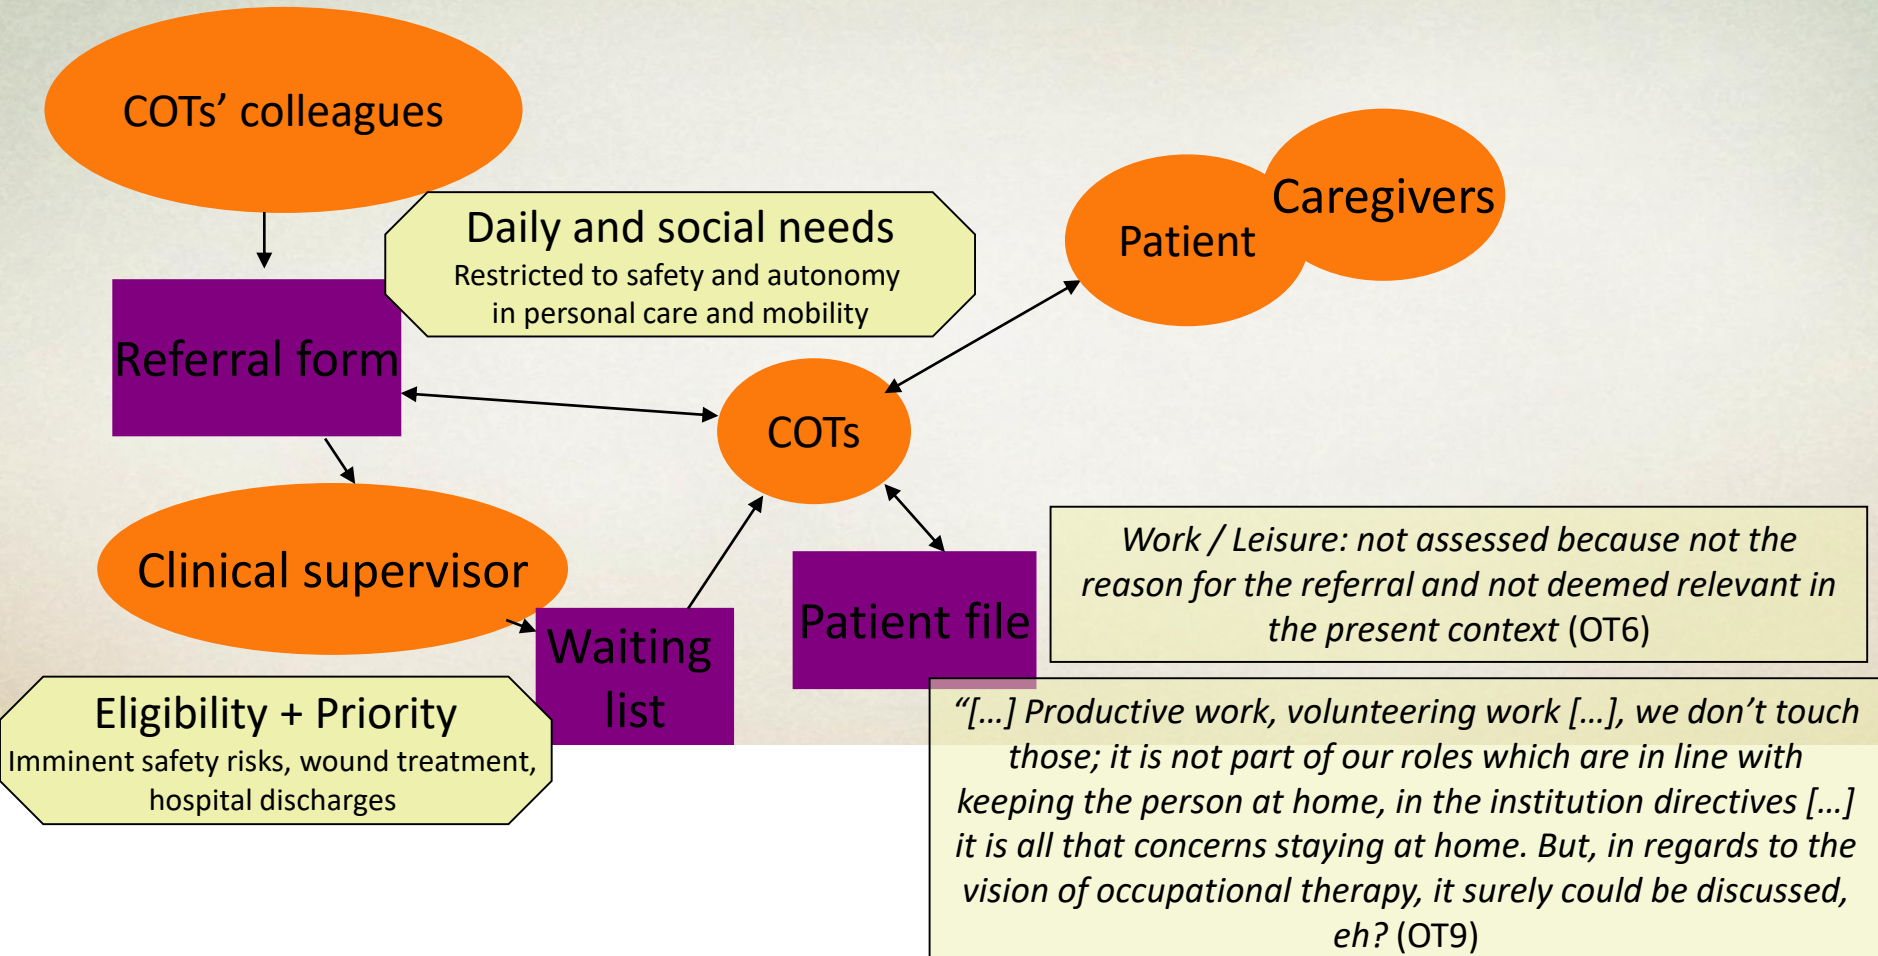 COTs’ colleagues
Daily and social needs
Restricted to safety and autonomy
in personal care and mobility
Caregivers
Patient
Referral form
COTs
Clinical supervisor
Waiting
list
Patient file
Work / Leisure: not assessed because not the
reason for the referral and not deemed relevant in
the present context (OT6)
Eligibility + Priority
Imminent safety risks, wound treatment,
hospital discharges
“[…] Productive work, volunteering work […], we don’t touch
those; it is not part of our roles which are in line with
keeping the person at home, in the institution directives […]
it is all that concerns staying at home. But, in regards to the
vision of occupational therapy, it surely could be discussed,
eh? (OT9)